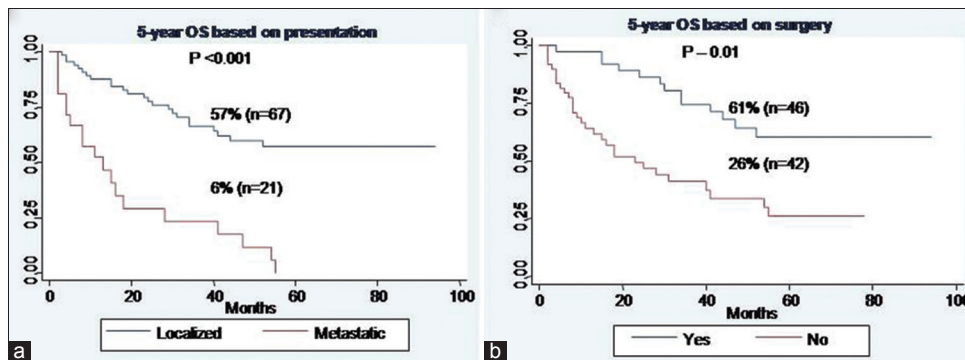 5-year OS based on presentation
P <0.001
57% (n=67)
6% (n=21)
1.00
0.75
0.50
0.25
0.00
0 20 40 60 80 100
Months
Localized Metastatic
a
5-year OS based on surgery
P – 0.01
61% (n=46)
26% (n=42)
1.00
0.75
0.50
0.25
0.00
0 20 40 60 80 100
Months
Yes No
b